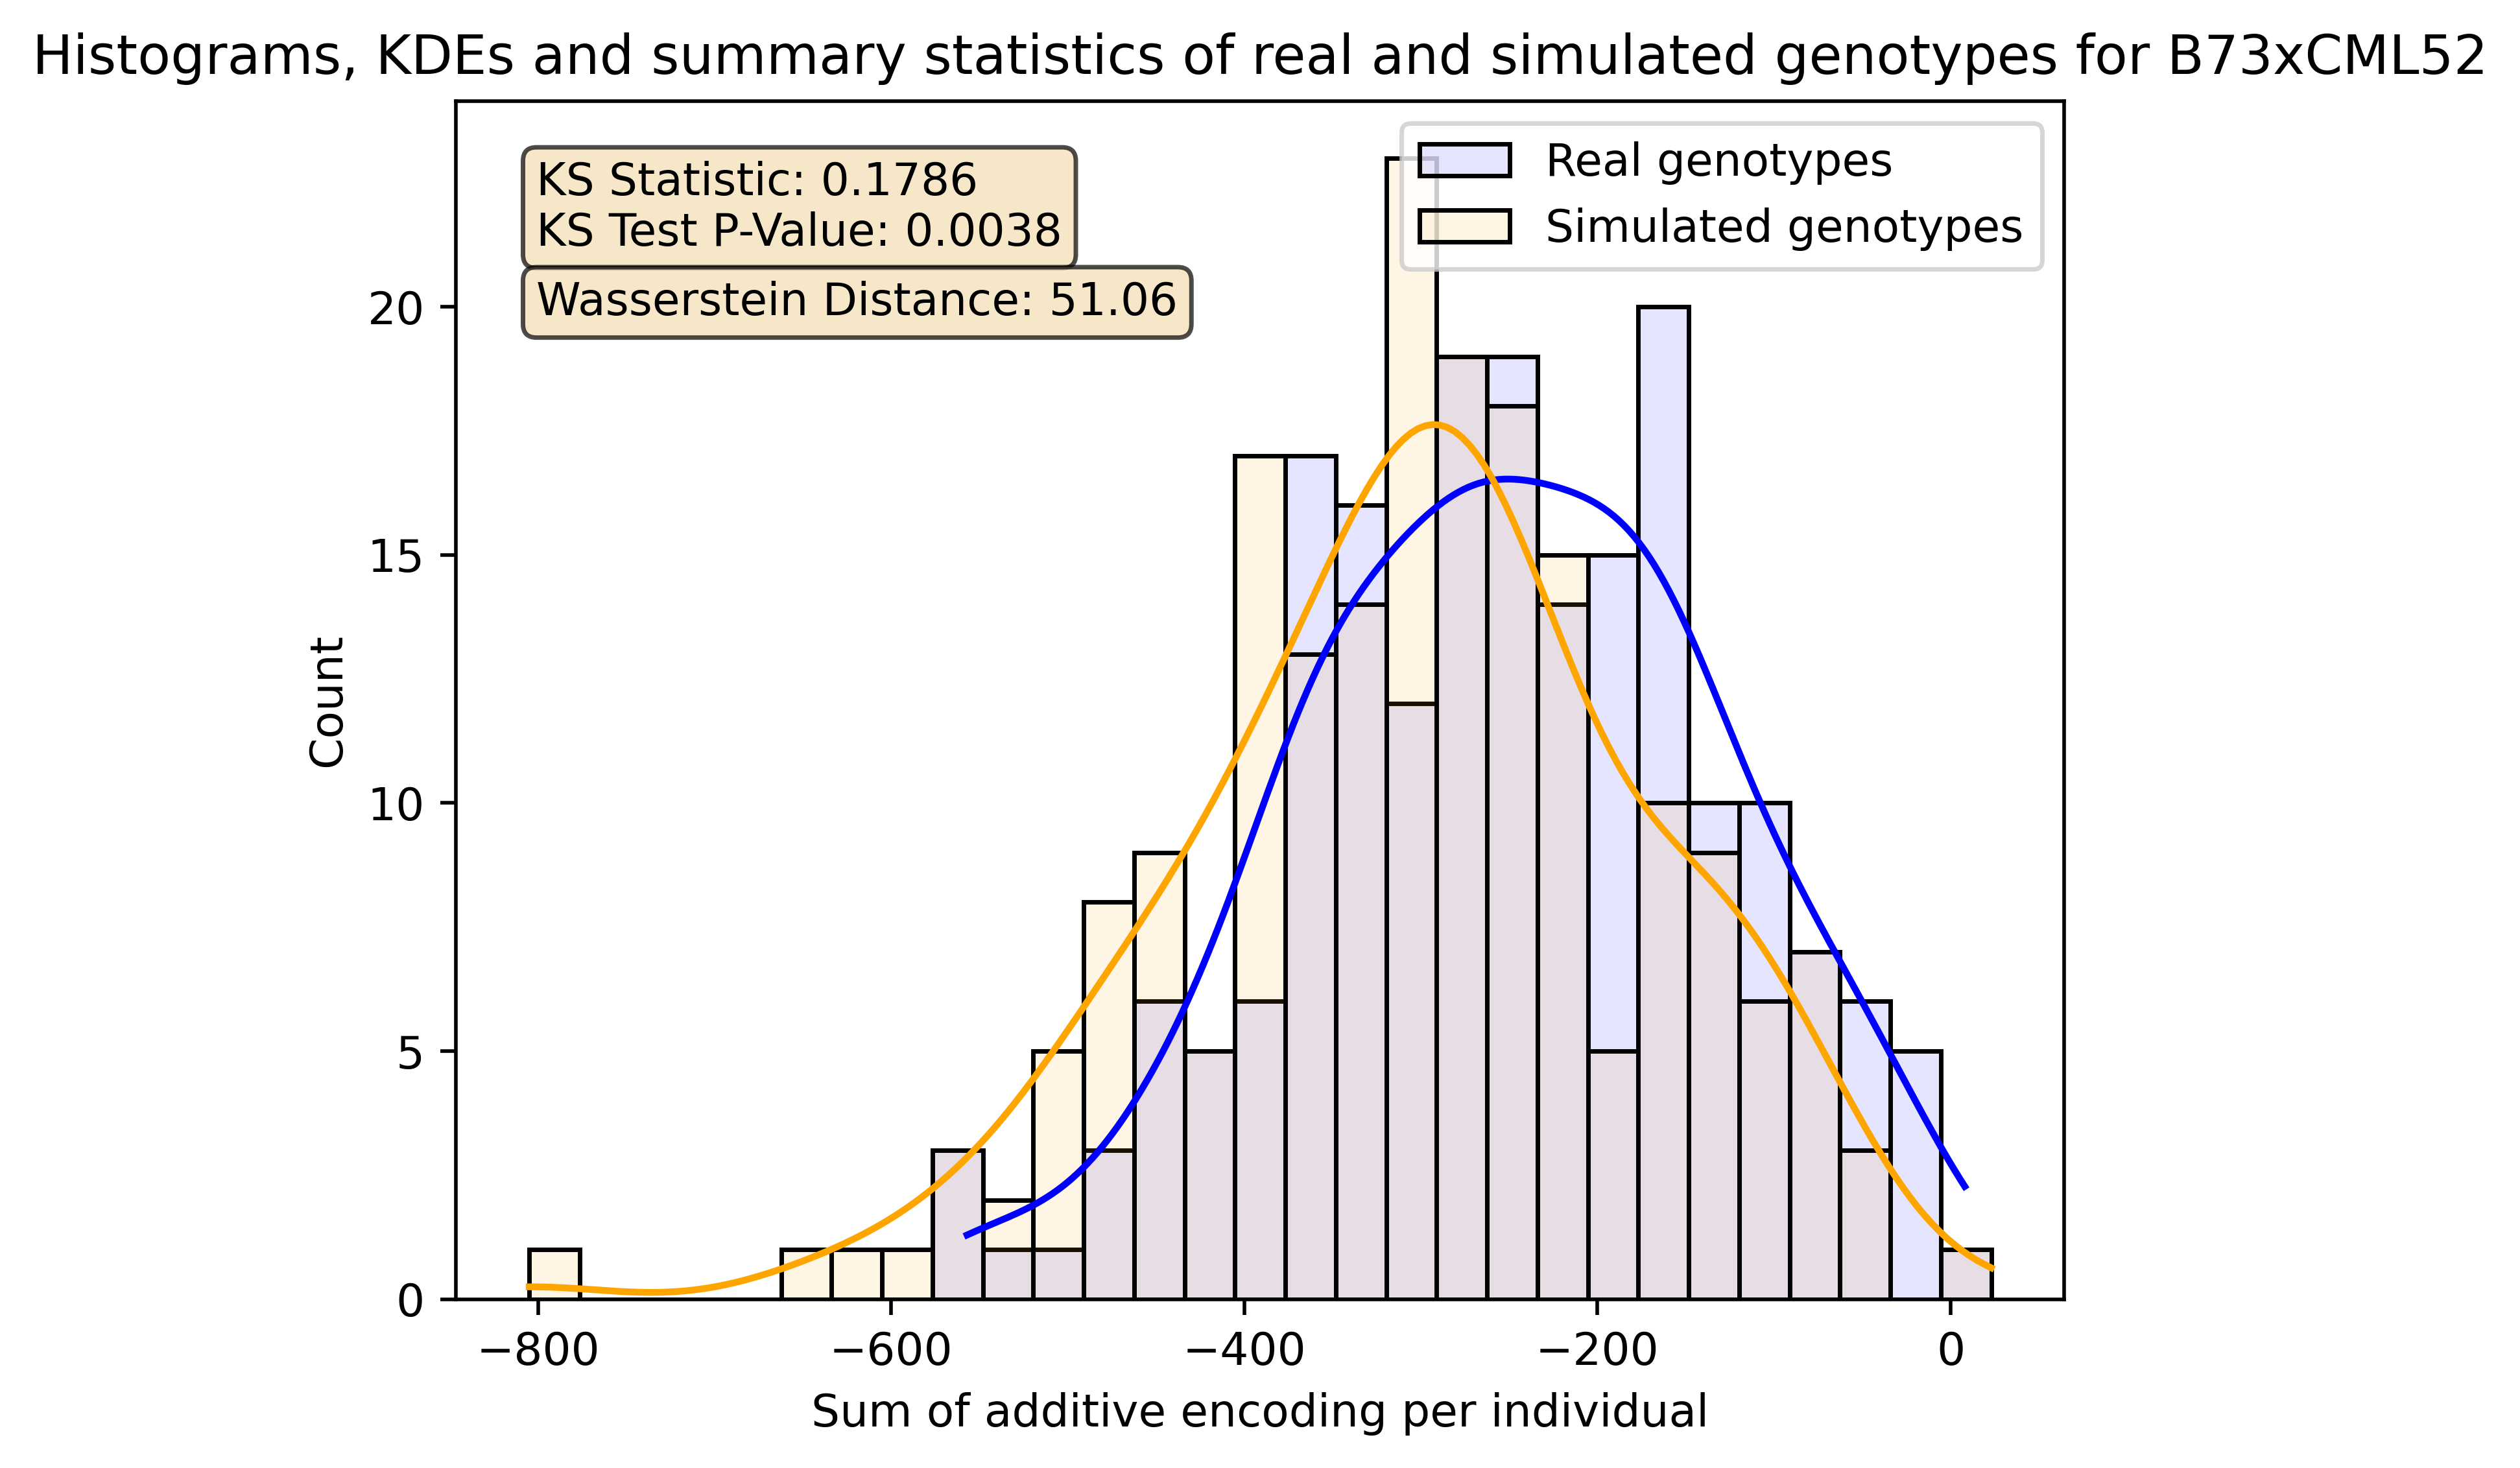 Histograms, KDEs and summary statistics of real and simulated genotypes for B73xCML52
KS Statistic: 0.1786
KS Test P-Value: 0.0038
Wasserstein Distance: 51.06
Real genotypes
Simulated genotypes
Count
20
15
10
5
0
−800
−600
−400
−200
0
Sum of additive encoding per individual